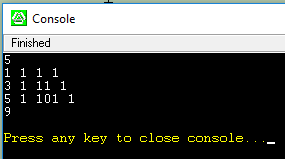 Console
Finished
5
1 1 1 1
3 1 11 1
5 1 101 1
9
Press any key to close console...